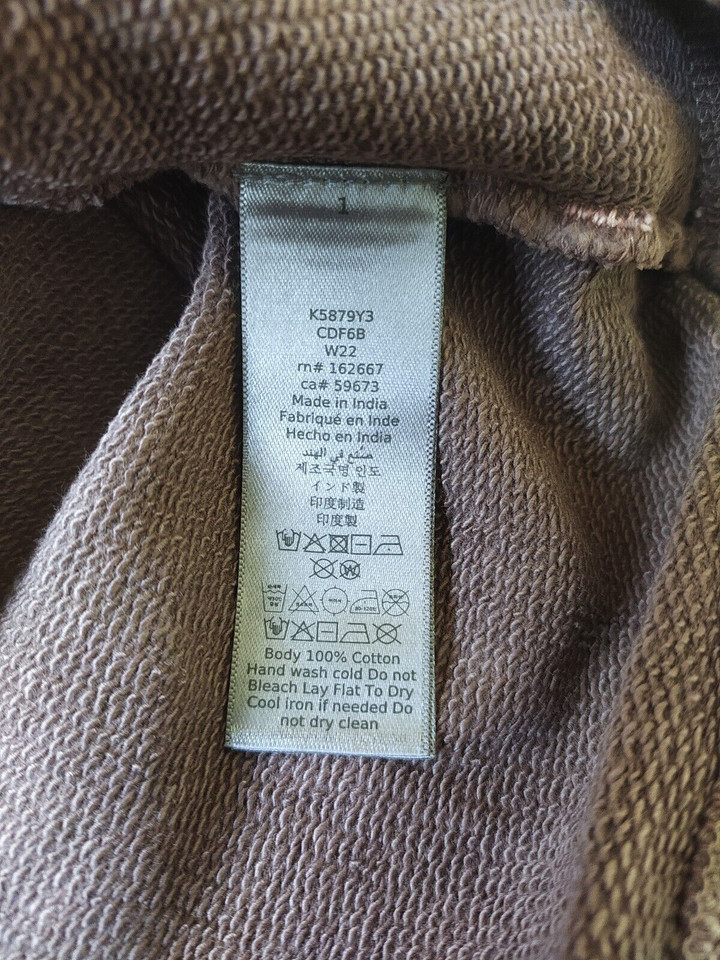 1
K5879Y3
CDF6B
W22
rn# 162667
ca# 59673
Made in India
Fabriqué en Inde
Hecho en India
صنع في الهند
제조국명 인도
インド製
印度制造
印度製
W
Body 100% Cotton
Hand wash cold Do not
Bleach Lay Flat To Dry
Cool iron if needed Do
not dry clean